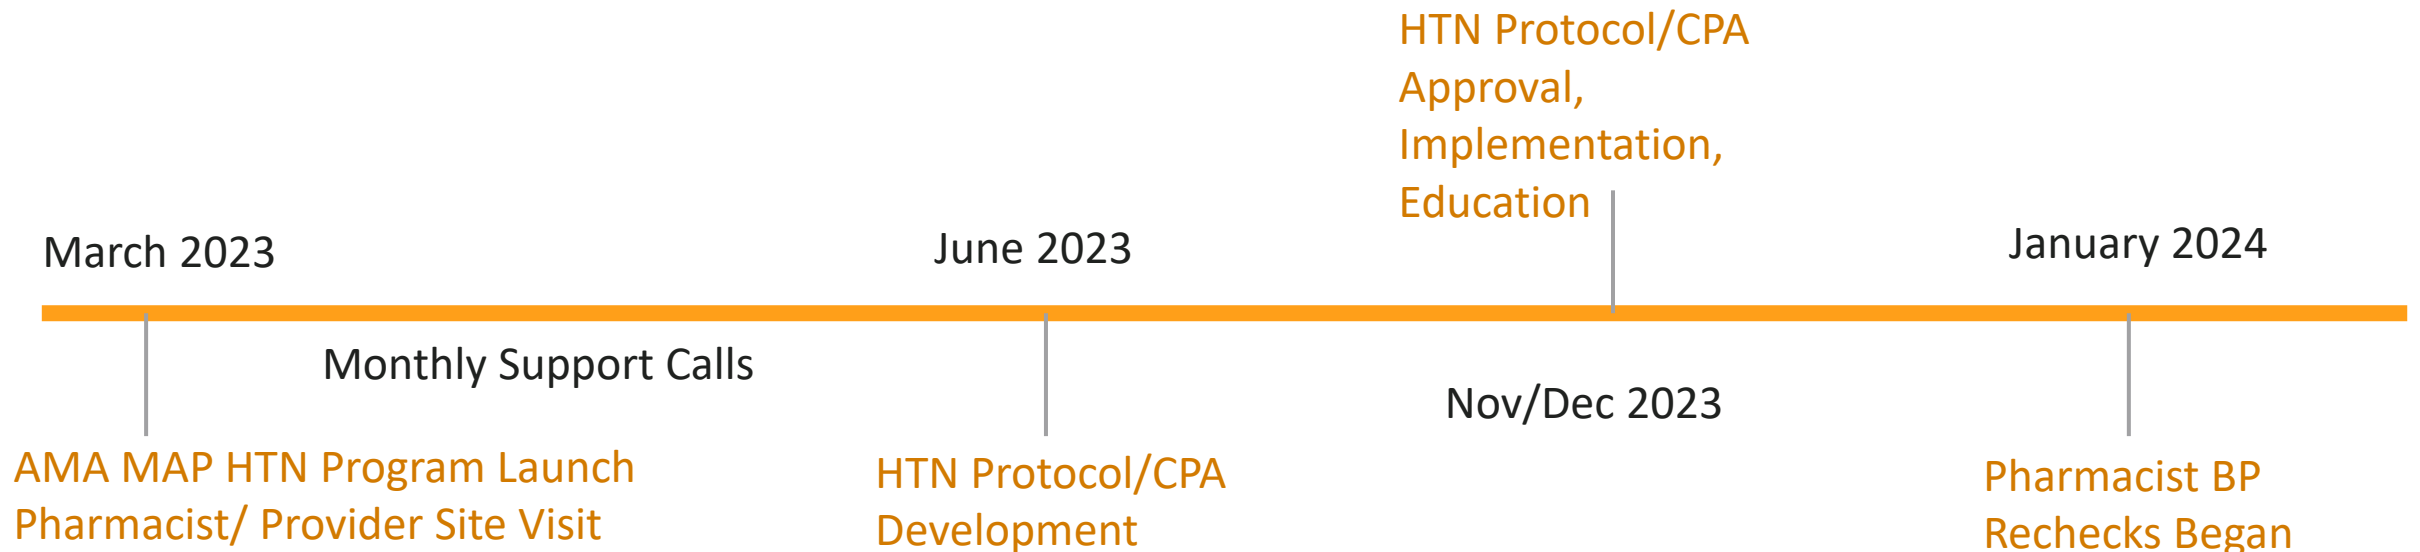 HTN Protocol/CPA
Approval,
Implementation,
Education
March 2023
June 2023
January 2024
Monthly Support Calls
Nov/Dec 2023
AMA MAP HTN Program Launch
Pharmacist/ Provider Site Visit
HTN Protocol/CPA
Development
Pharmacist BP
Rechecks Began